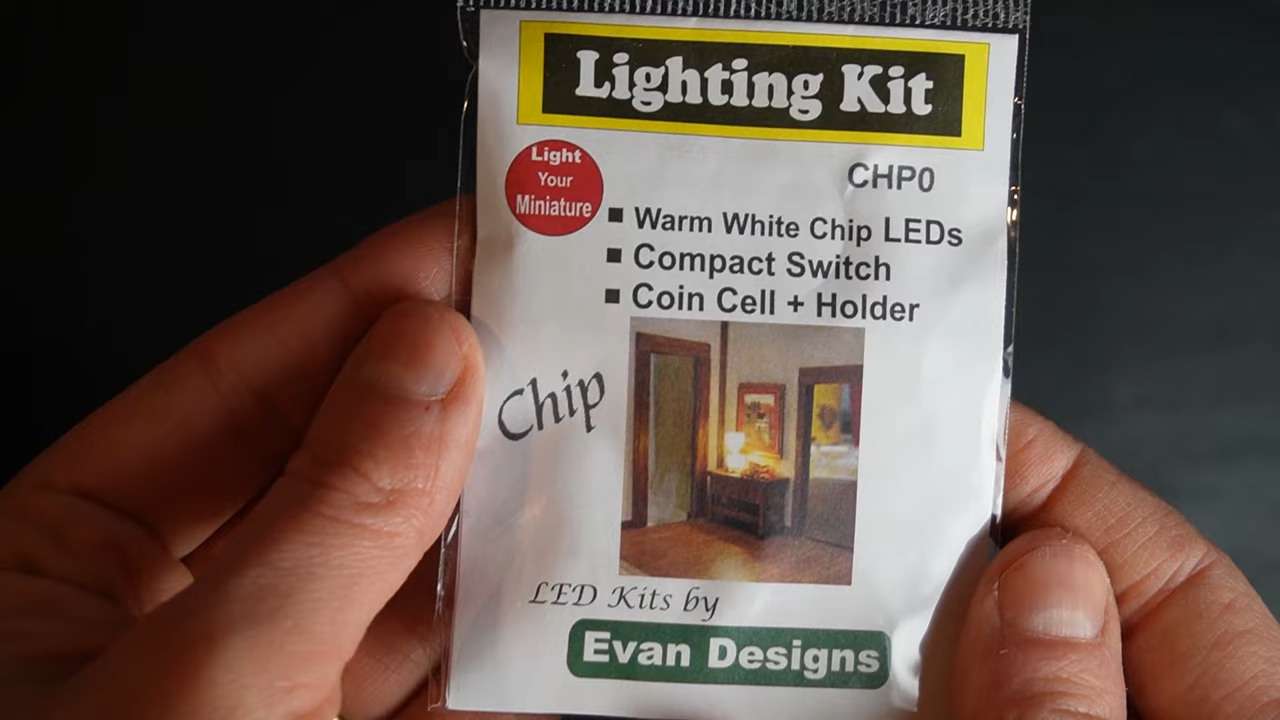 Lighting Kit
Light
Your
Miniature
CHP0
▪ Warm White Chip LEDs
▪ Compact Switch
▪ Coin Cell + Holder
Chip
LED Kits by
Evan Designs